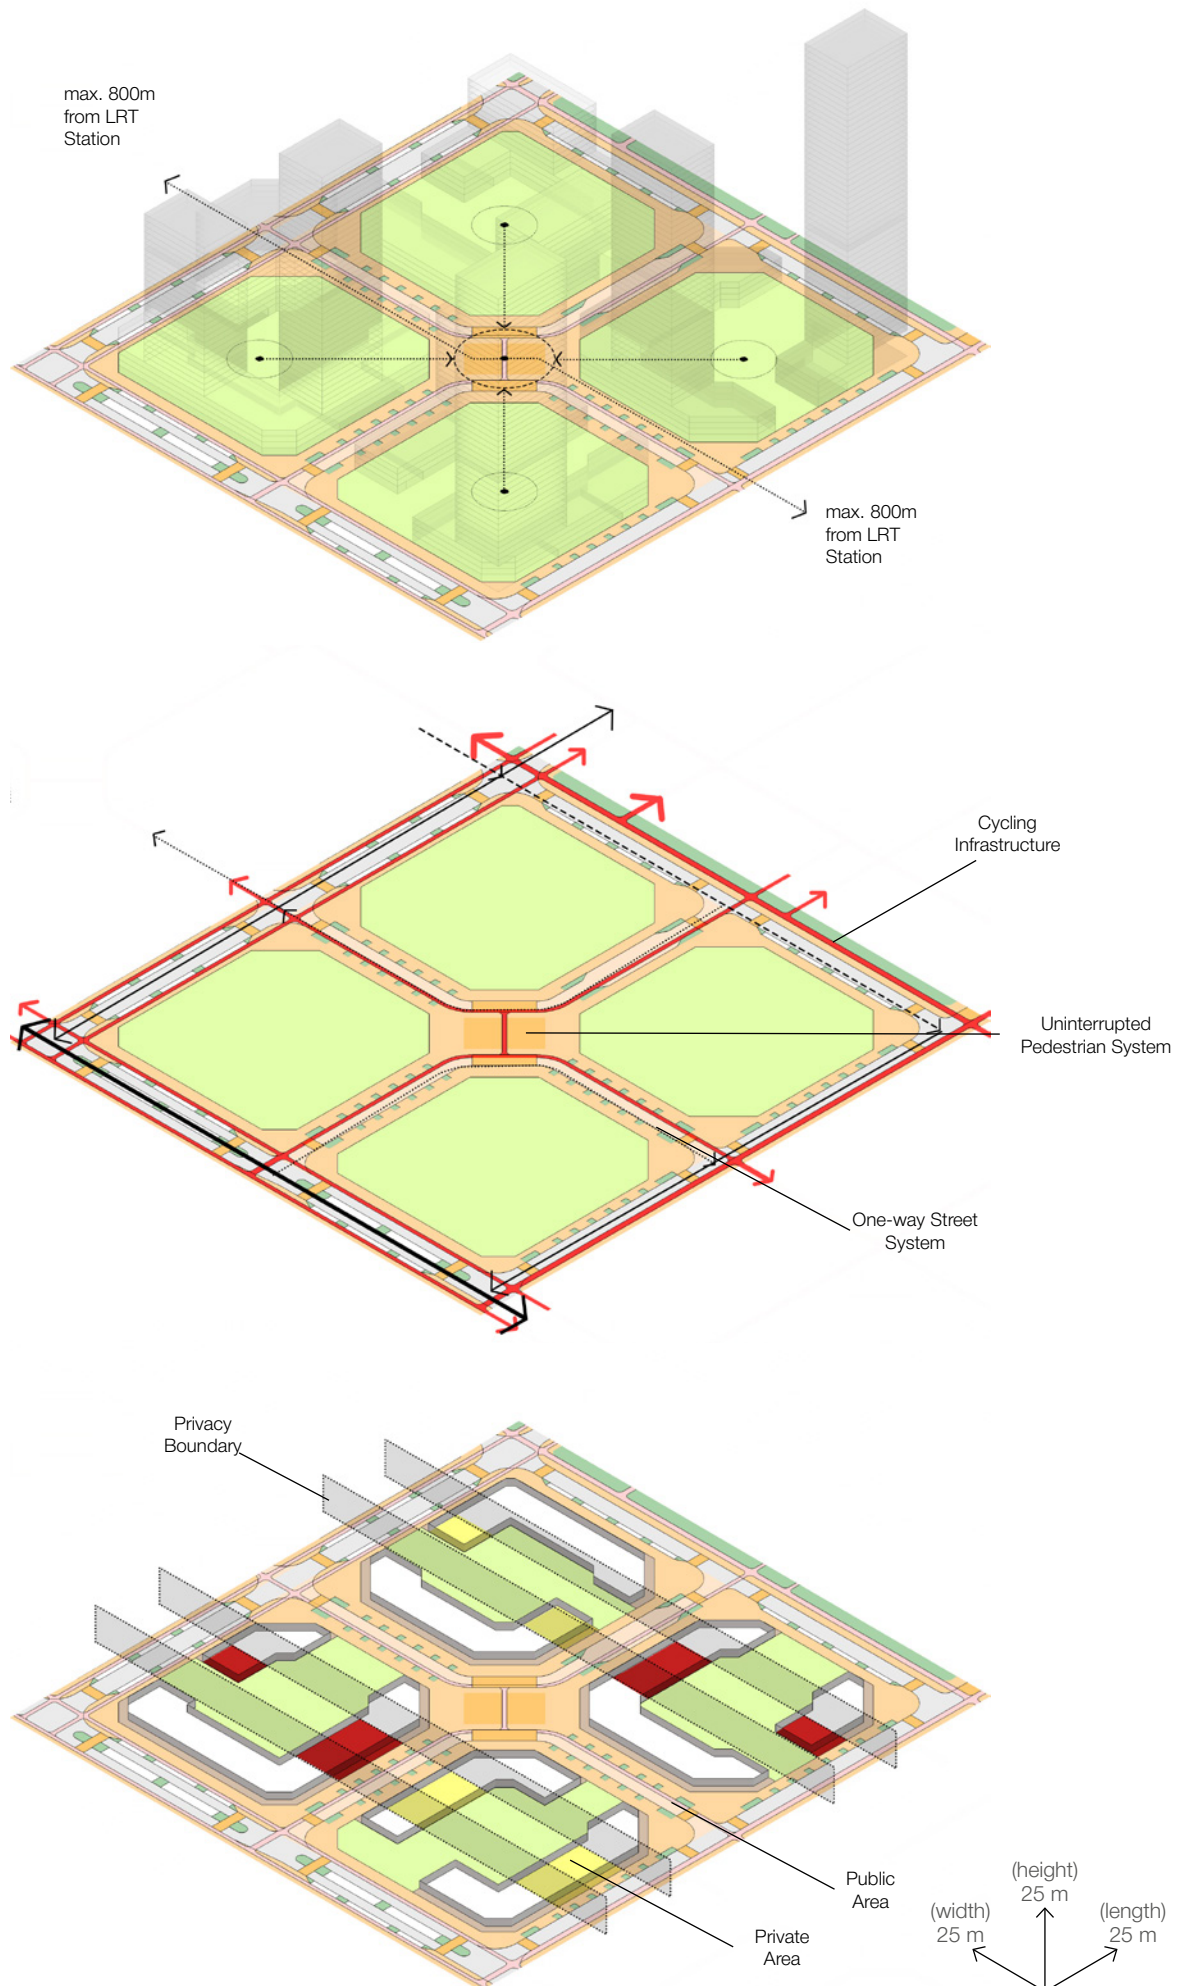 max. 800m
from LRT
Station
max. 800m
from LRT
Station
Cycling
Infrastructure
Uninterrupted
Pedestrian System
One-way Street
System
Privacy
Boundary
Public
Area
Private
Area
(height)
25 m
(width)
25 m
(length)
25 m